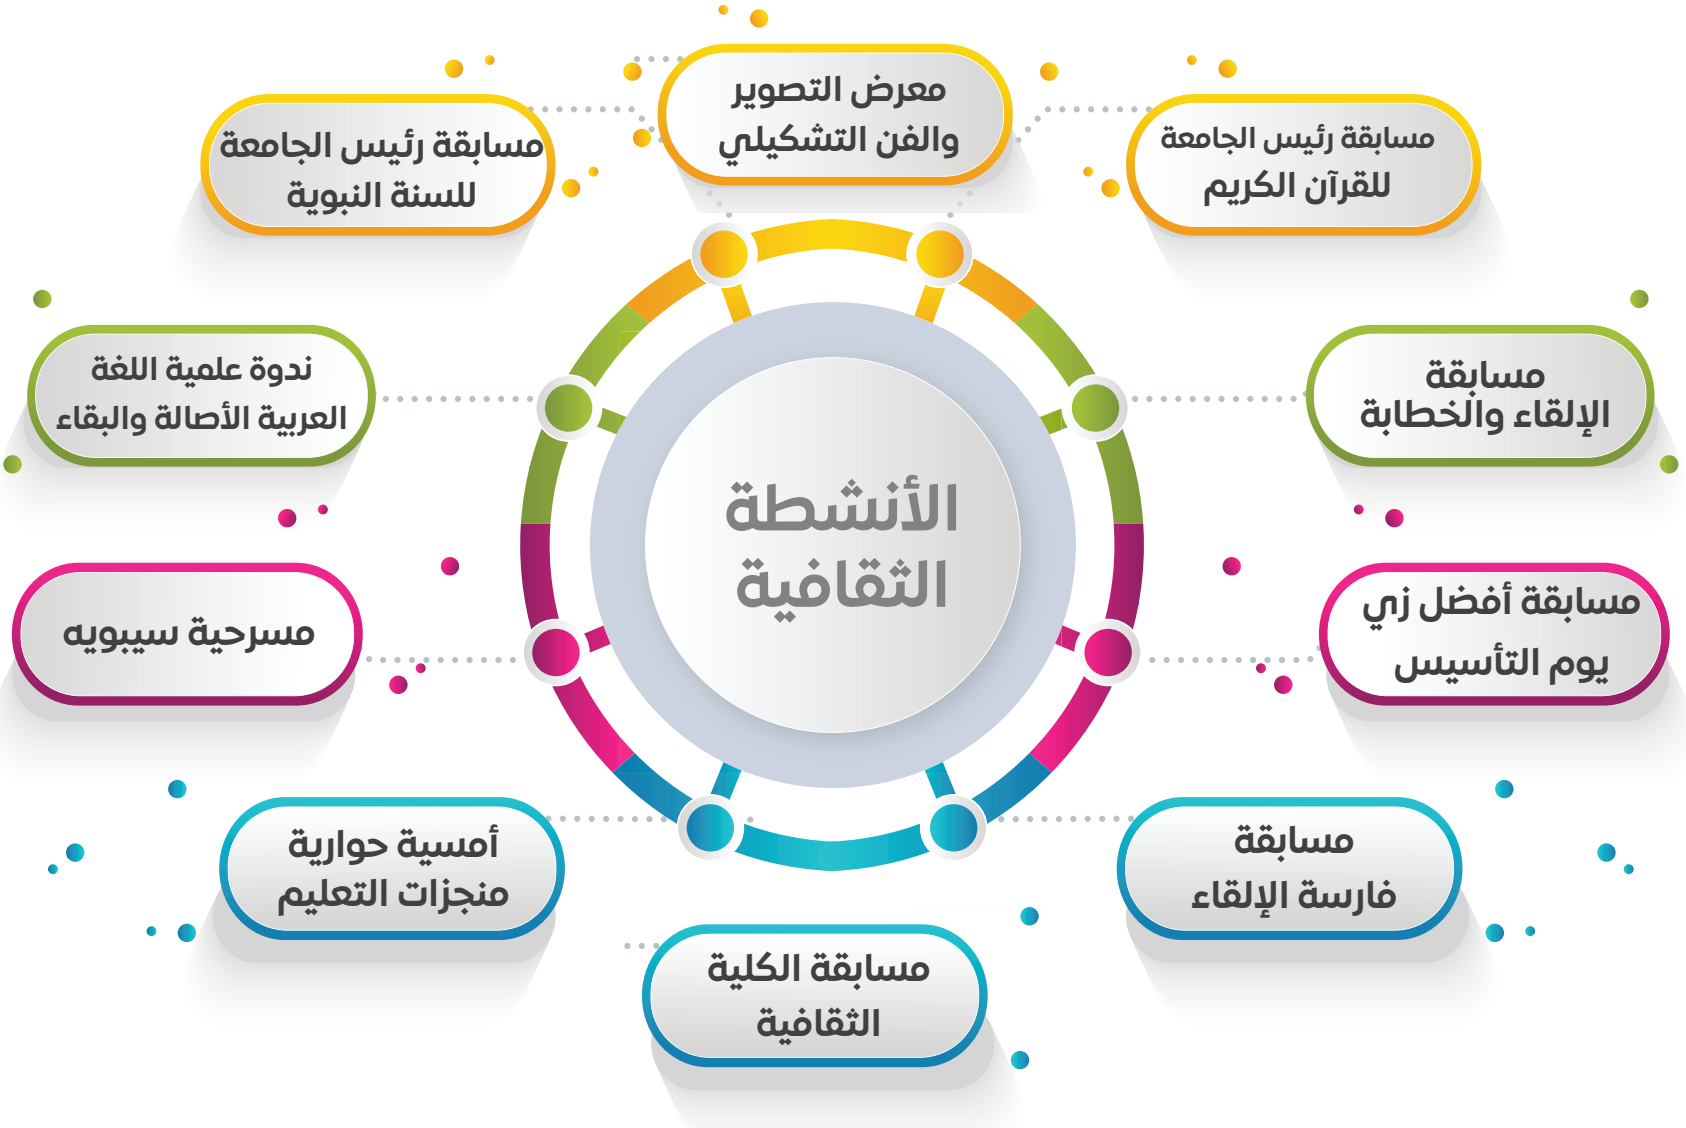 معرض التصوير
والفن التشكيلي
مسابقة رئيس الجامعة
للقرآن الكريم
مسابقة رئيس الجامعة
للسنة النبوية
مسابقة
الإلقاء والخطابة
ندوة علمية اللغة
العربية الأصالة والبقاء
الأنشطة
الثقافية
مسابقة أفضل زي
يوم التأسيس
مسرحية سيبويه
مسابقة
فارسة الإلقاء
أمسية حوارية
منجزات التعليم
مسابقة الكلية
الثقافية